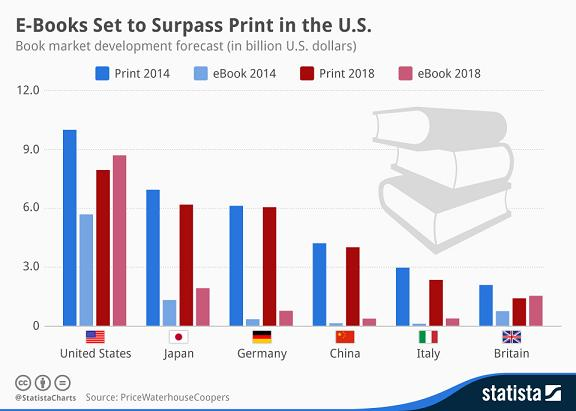 E-Books Set to Surpass Print in the U.S.
Book market development forecast (in billion U.S. dollars)
Print 2014 eBook 2014 Print 2018 eBook 2018
12.0
9.0
6.0
3.0
0
United States Japan Germany China Italy Britain
@StatistaCharts Source: PriceWaterhouseCoopers
statista